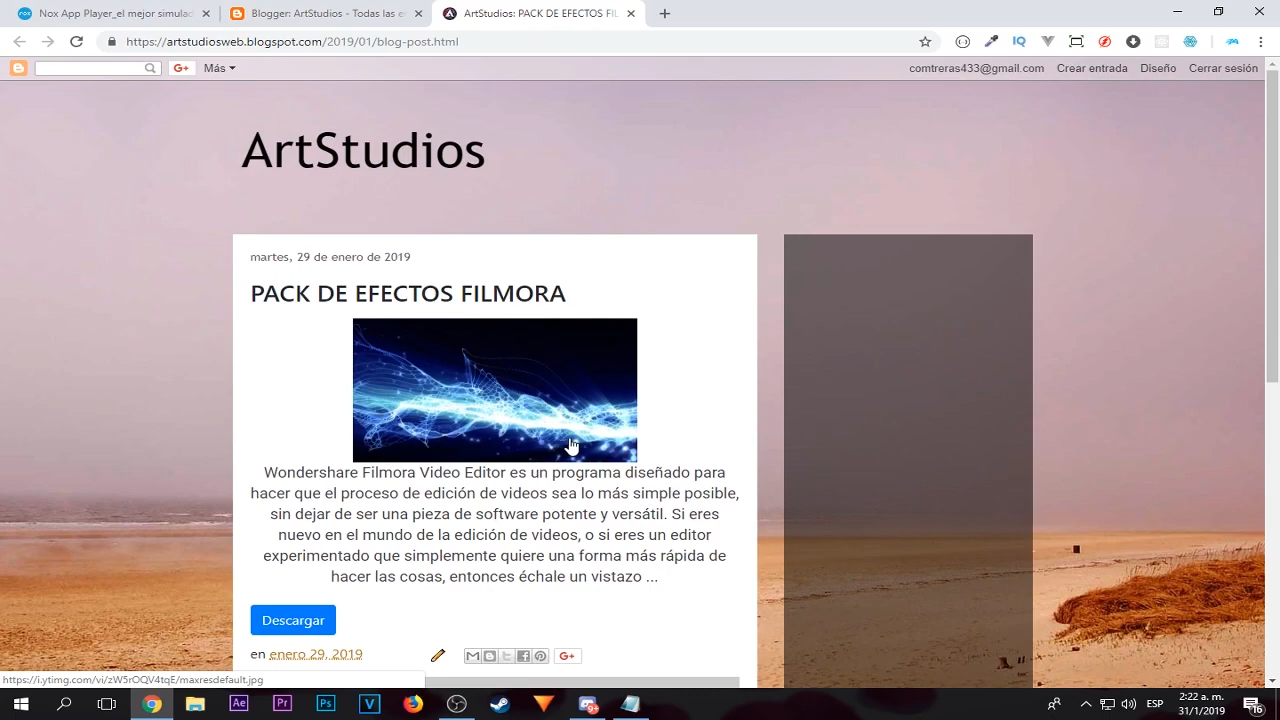 Nox App Player_el mejor simulad
Blogger: ArtStudios - Todas las e
ArtStudios: PACK DE EFECTOS FIL
https://artstudiosweb.blogspot.com/2019/01/blog-post.html
IQ
G+ Más
comtreras433@gmail.com Crear entrada Diseño Cerrar sesión
ArtStudios
martes, 29 de enero de 2019
PACK DE EFECTOS FILMORA
Wondershare Filmora Video Editor es un programa diseñado para
hacer que el proceso de edición de videos sea lo más simple posible,
sin dejar de ser una pieza de software potente y versátil. Si eres
nuevo en el mundo de la edición de videos, o si eres un editor
experimentado que simplemente quiere una forma más rápida de
hacer las cosas, entonces échale un vistazo ...
Descargar
en enero 29, 2019
G+
https://i.ytimg.com/vi/zW5rOQV4tqE/maxresdefault.jpg
Ae Pr Ps V
ESP
2:22 a. m.
31/1/2019
16